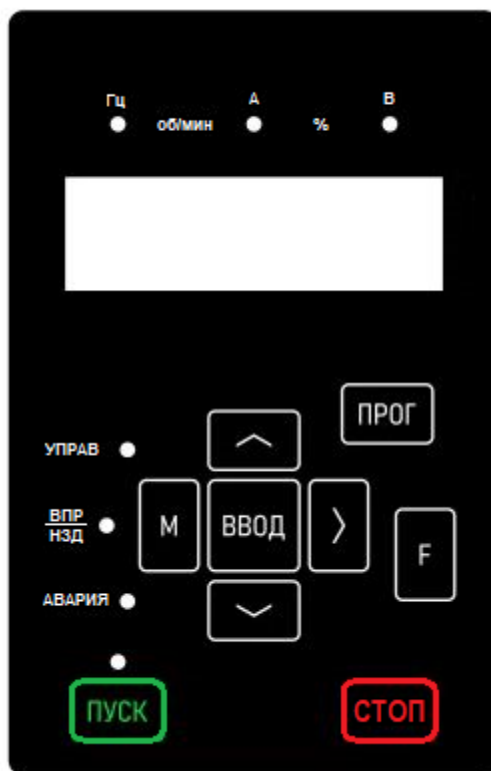 Гц А В
об/мин %
ПРОГ
УПРАВ
ВПР
НЗД
М ВВОД F
АВАРИЯ
ПУСК СТОП